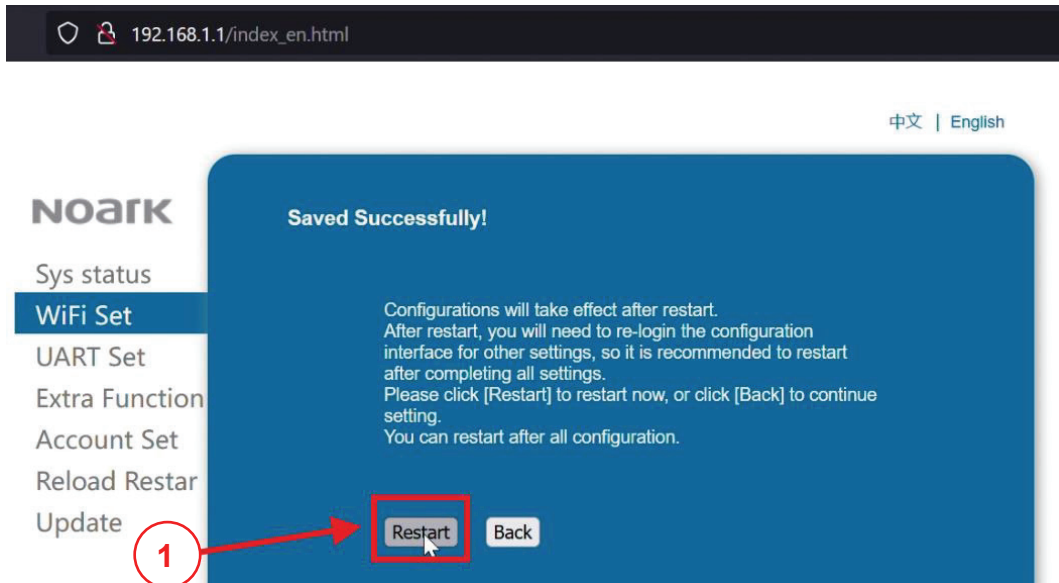 192.168.1.1/index_en.html
中文 | English
NOARK
Saved Successfully!
Sys status
WiFi Set
UART Set
Extra Function
Account Set
Reload Restar
Update
Configurations will take effect after restart.
After restart, you will need to re-login the configuration
interface for other settings, so it is recommended to restart
after completing all settings.
Please click [Restart] to restart now, or click [Back] to continue
setting.
You can restart after all configuration.
Restart Back
1